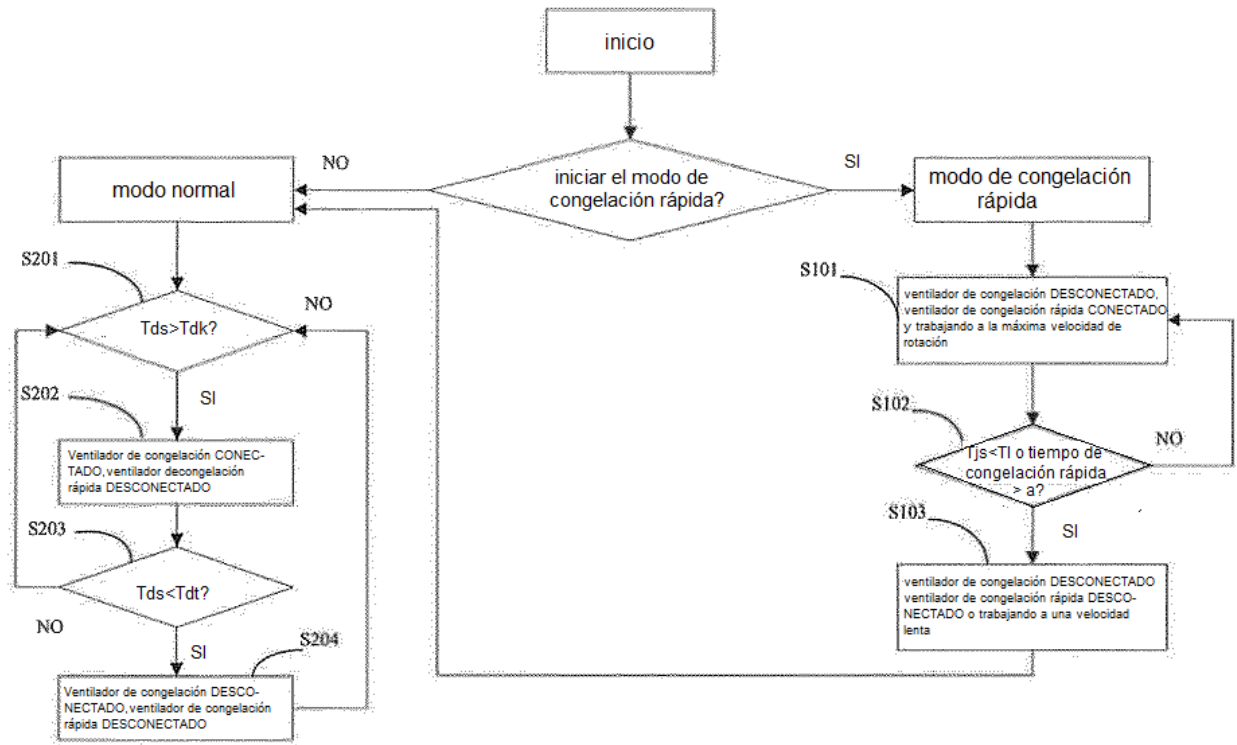 inicio
iniciar el modo de
congelación rápida?
NO
SI
modo normal
modo de congelación
rápida
S201
Tds>Tdk?
NO
SI
S202
Ventilador de congelación CONEC-
TADO, ventilador decongelación
rápida DESCONECTADO
S203
Tds<Tdt?
NO
SI
S204
Ventilador de congelación DESCO-
NECTADO, ventilador de congelación
rápida DESCONECTADO
S101
ventilador de congelación DESCONECTADO,
ventilador de congelación rápida CONECTADO
y trabajando a la máxima velocidad de
rotación
S102
Tjs<Tl o tiempo de
congelación rápida
> a?
NO
SI
S103
ventilador de congelación DESCONECTADO
ventilador de congelación rápida DESCO-
NECTADO o trabajando a una velocidad
lenta